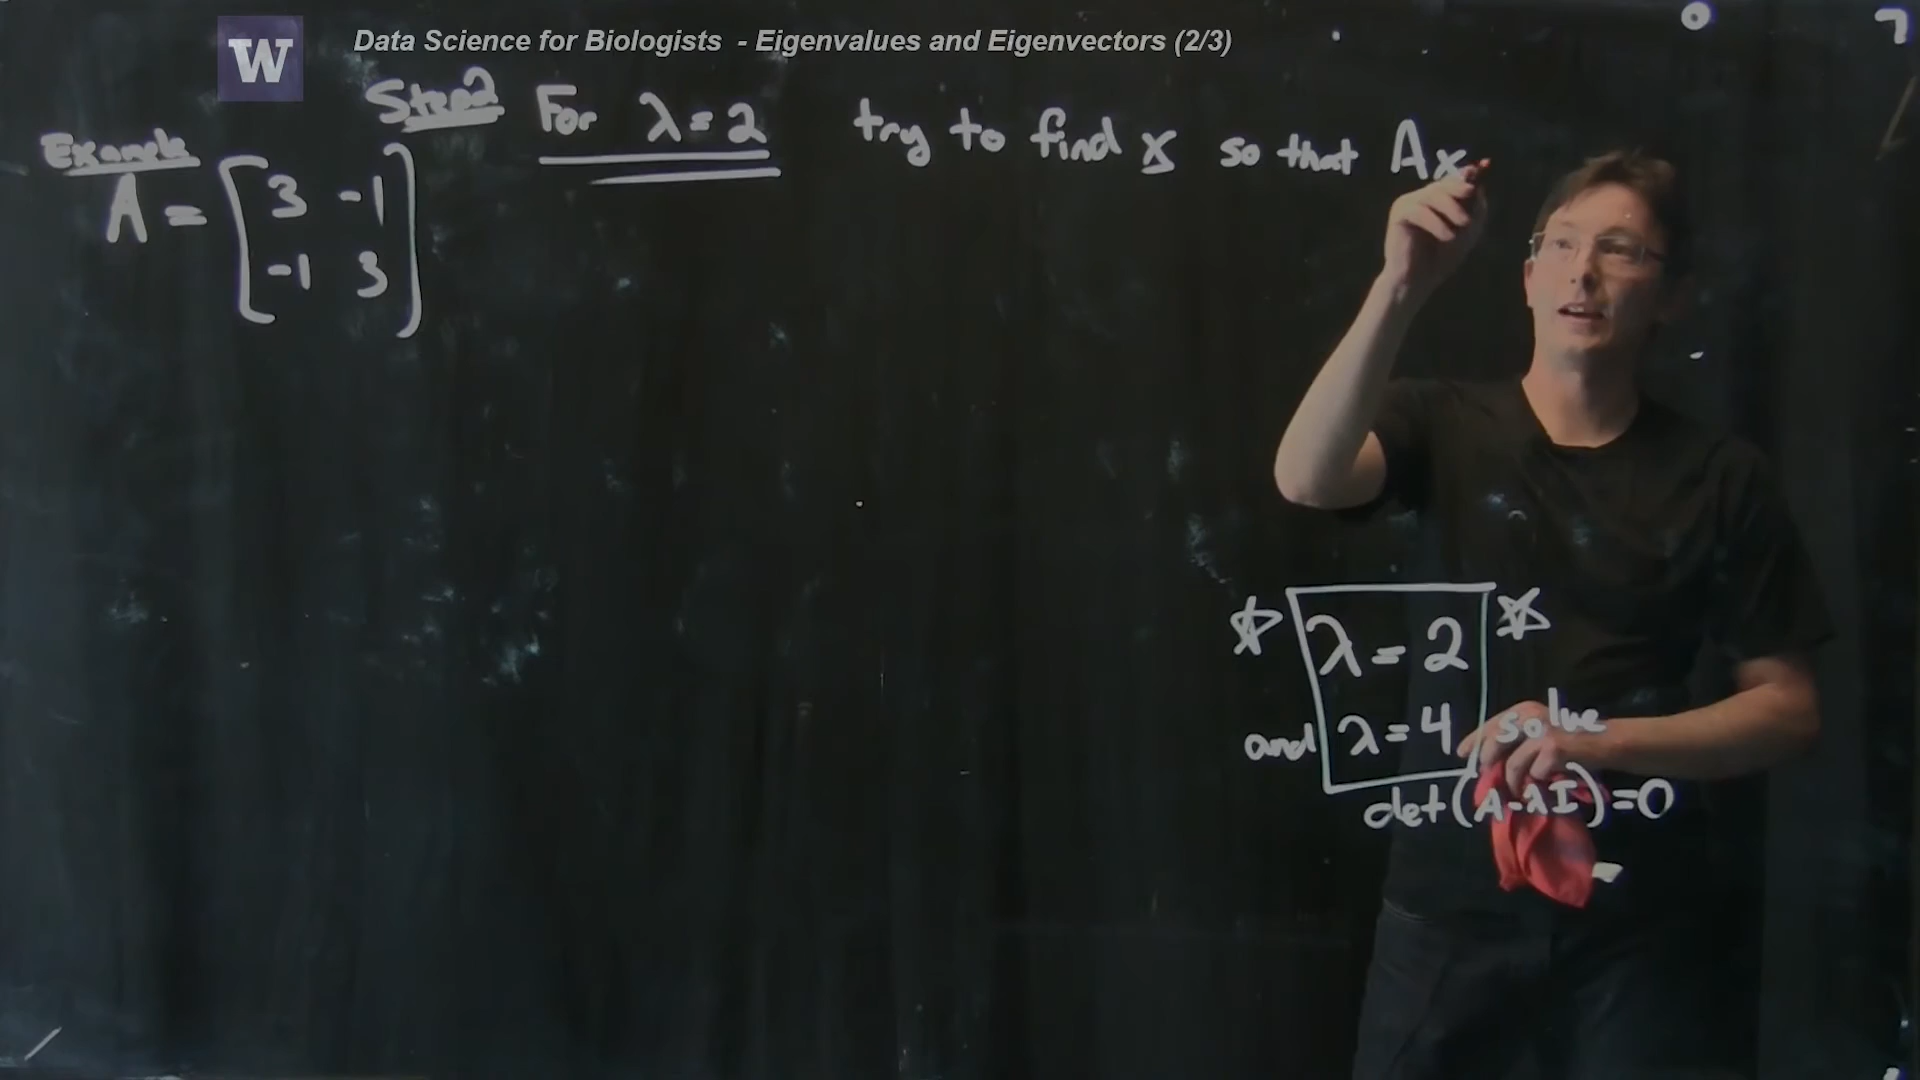 W
Data Science for Biologists - Eigenvalues and Eigenvectors (2/3)
Step 2 For λ=2 try to find x so that Ax
Example
A = [3 -1
-1 3]
λ = 2
and λ=4 solve
det(A-λI)=0